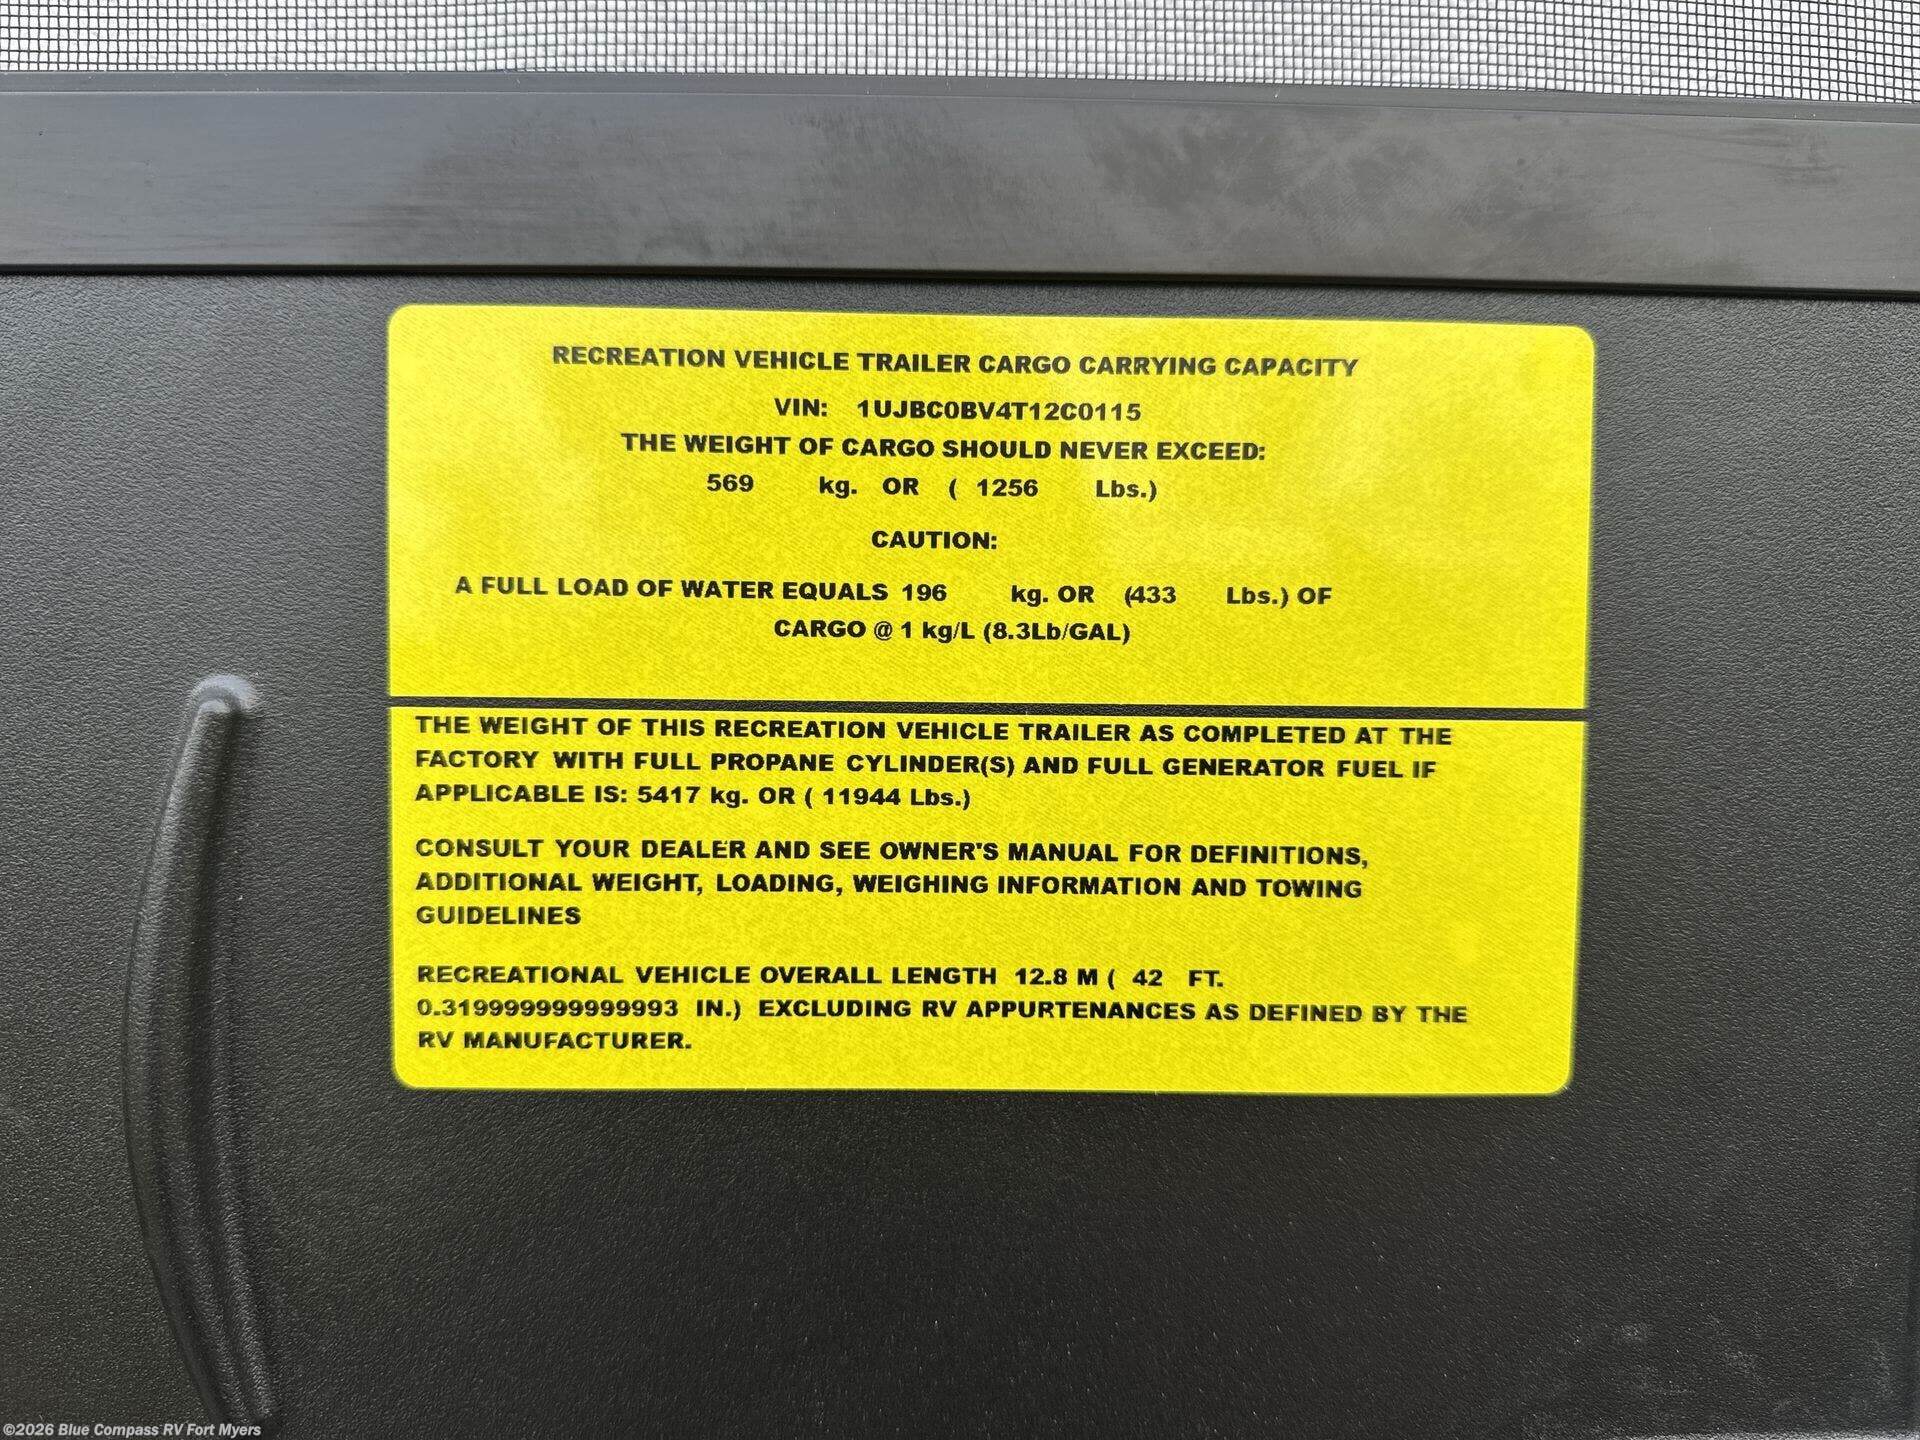 RECREATION VEHICLE TRAILER CARGO CARRYING CAPACITY
VIN: 1UJBC0BV4T12C0115
THE WEIGHT OF CARGO SHOULD NEVER EXCEED:
569 kg. OR ( 1256 Lbs.)
CAUTION:
A FULL LOAD OF WATER EQUALS 196 kg. OR (433 Lbs.) OF
CARGO @ 1 kg/L (8.3Lb/GAL)
THE WEIGHT OF THIS RECREATION VEHICLE TRAILER AS COMPLETED AT THE
FACTORY WITH FULL PROPANE CYLINDER(S) AND FULL GENERATOR FUEL IF
APPLICABLE IS: 5417 kg. OR ( 11944 Lbs.)
CONSULT YOUR DEALER AND SEE OWNER'S MANUAL FOR DEFINITIONS,
ADDITIONAL WEIGHT, LOADING, WEIGHING INFORMATION AND TOWING
GUIDELINES
RECREATIONAL VEHICLE OVERALL LENGTH 12.8 M ( 42 FT.
0.319999999999993 IN.) EXCLUDING RV APPURTENANCES AS DEFINED BY THE
RV MANUFACTURER.
©2026 Blue Compass RV Fort Myers